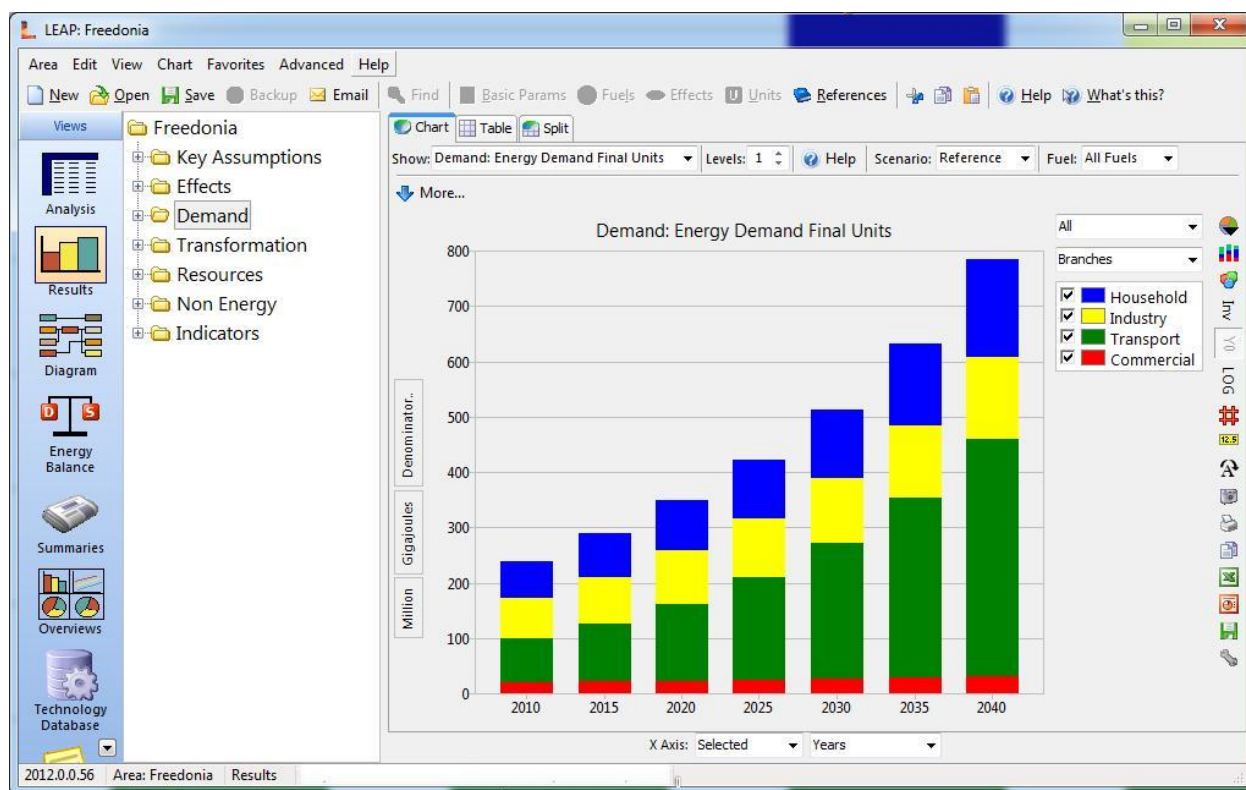 LEAP: Freedonia
Area Edit View Chart Favorites Advanced Help
New Open Save Backup Email Find Basic Params Fuels Effects Units References Help What's this?
Views
Analysis
Results
Diagram
Energy
Balance
Summaries
Overviews
Technology
Database
Freedonia
Key Assumptions
Effects
Demand
Transformation
Resources
Non Energy
Indicators
Chart Table Split
Show: Demand: Energy Demand Final Units Levels: 1 Help Scenario: Reference Fuel: All Fuels
More...
Demand: Energy Demand Final Units
800
700
600
500
400
300
200
100
0
Denominator..
Gigajoules
Million
2010 2015 2020 2025 2030 2035 2040
X Axis: Selected Years
All
Branches
Household
Industry
Transport
Commercial
Inv
Y0
LOG
12.5
A
2012.0.0.56 Area: Freedonia Results